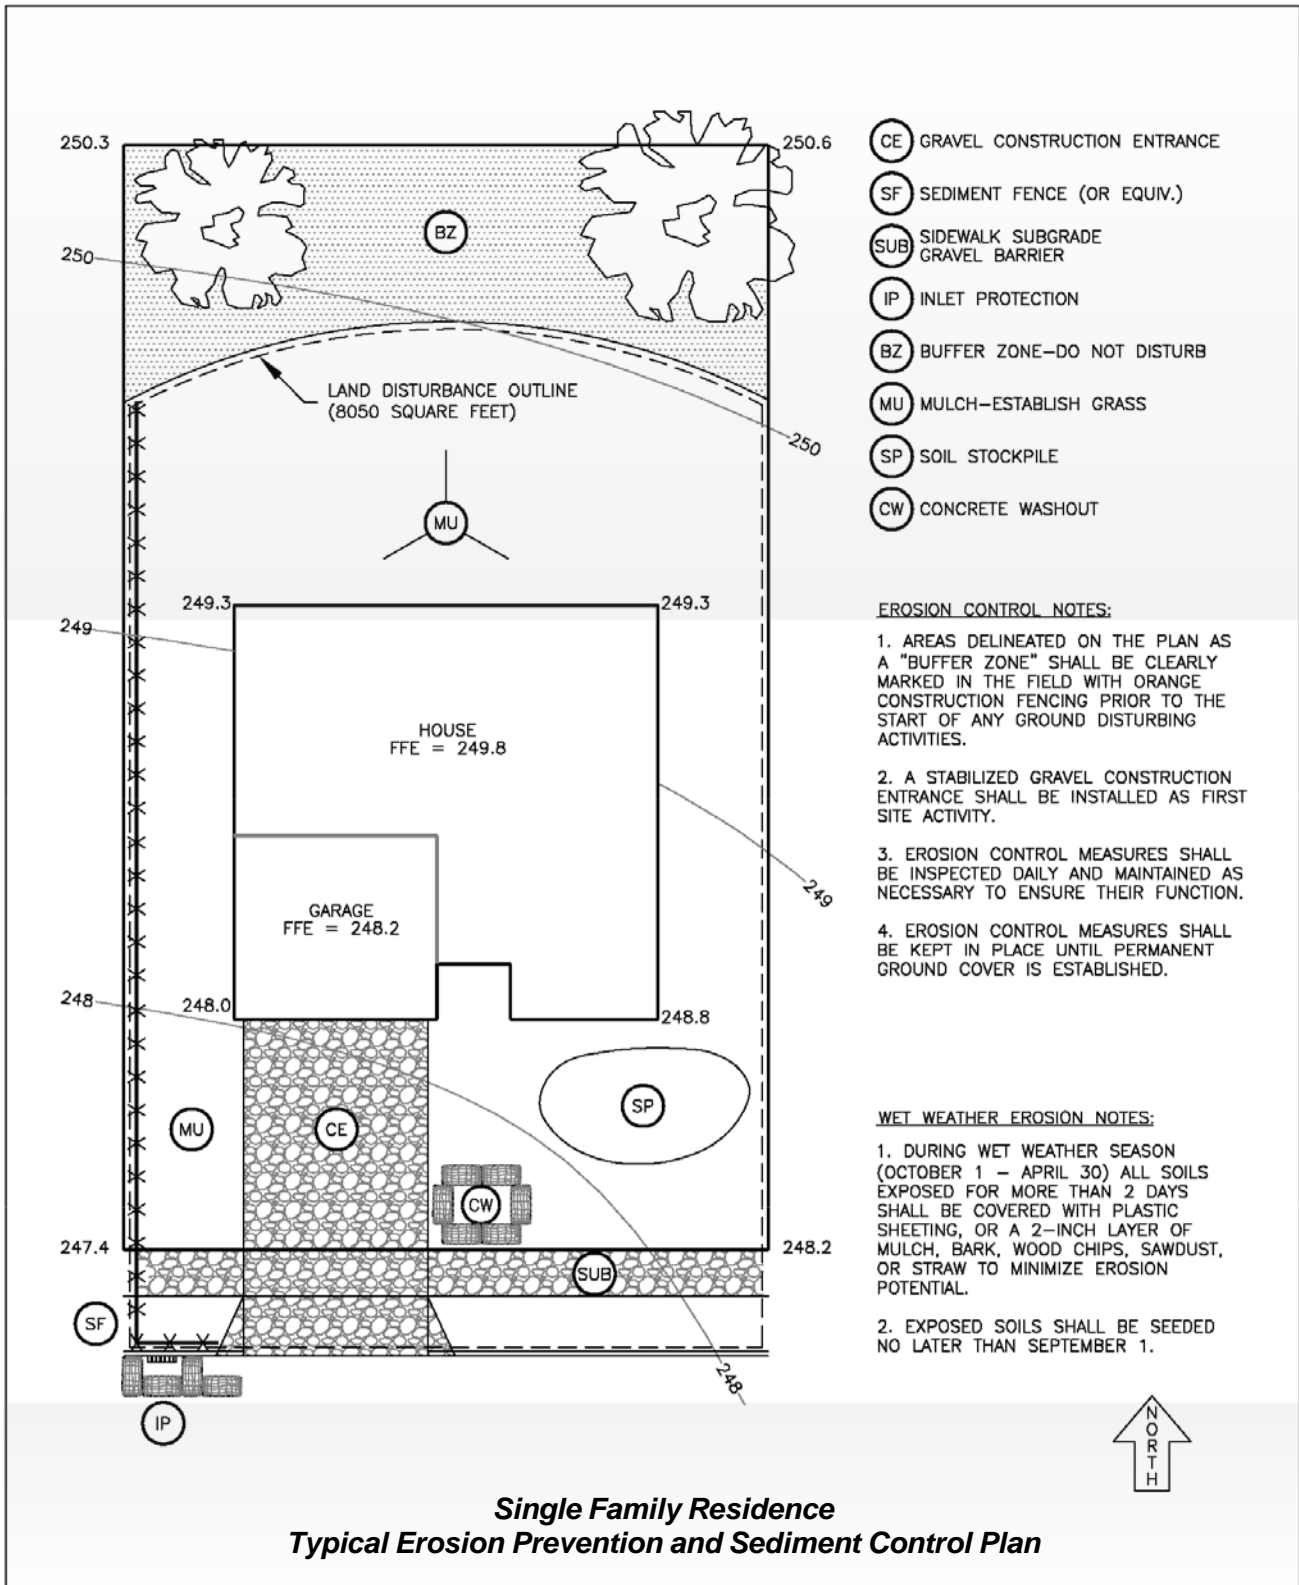 250.3
250.6
BZ
250
LAND DISTURBANCE OUTLINE
(8050 SQUARE FEET)
250
MU
249.3
249.3
249
HOUSE
FFE = 249.8
249
GARAGE
FFE = 248.2
248
248.0
248.8
MU
CE
SP
CW
247.4
248.2
SUB
SF
248
IP
CE GRAVEL CONSTRUCTION ENTRANCE
SF SEDIMENT FENCE (OR EQUIV.)
SUB SIDEWALK SUBGRADE
GRAVEL BARRIER
IP INLET PROTECTION
BZ BUFFER ZONE-DO NOT DISTURB
MU MULCH-ESTABLISH GRASS
SP SOIL STOCKPILE
CW CONCRETE WASHOUT
EROSION CONTROL NOTES:
1. AREAS DELINEATED ON THE PLAN AS
A "BUFFER ZONE" SHALL BE CLEARLY
MARKED IN THE FIELD WITH ORANGE
CONSTRUCTION FENCING PRIOR TO THE
START OF ANY GROUND DISTURBING
ACTIVITIES.
2. A STABILIZED GRAVEL CONSTRUCTION
ENTRANCE SHALL BE INSTALLED AS FIRST
SITE ACTIVITY.
3. EROSION CONTROL MEASURES SHALL
BE INSPECTED DAILY AND MAINTAINED AS
NECESSARY TO ENSURE THEIR FUNCTION.
4. EROSION CONTROL MEASURES SHALL
BE KEPT IN PLACE UNTIL PERMANENT
GROUND COVER IS ESTABLISHED.
WET WEATHER EROSION NOTES:
1. DURING WET WEATHER SEASON
(OCTOBER 1 - APRIL 30) ALL SOILS
EXPOSED FOR MORE THAN 2 DAYS
SHALL BE COVERED WITH PLASTIC
SHEETING, OR A 2-INCH LAYER OF
MULCH, BARK, WOOD CHIPS, SAWDUST,
OR STRAW TO MINIMIZE EROSION
POTENTIAL.
2. EXPOSED SOILS SHALL BE SEEDED
NO LATER THAN SEPTEMBER 1.
NORTH
Single Family Residence
Typical Erosion Prevention and Sediment Control Plan